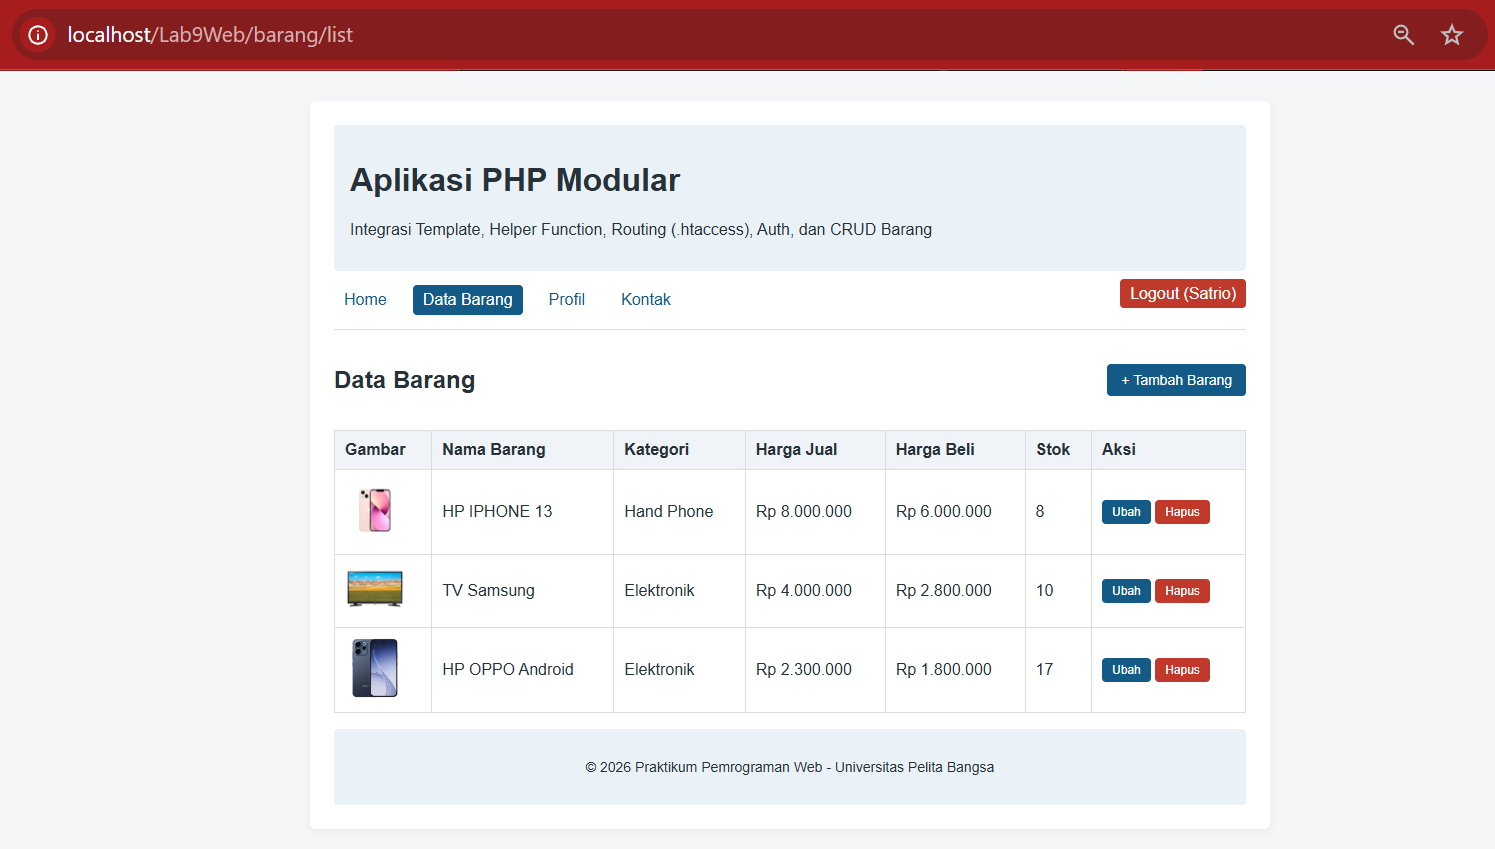 localhost/Lab9Web/barang/list
Aplikasi PHP Modular
Integrasi Template, Helper Function, Routing (.htaccess), Auth, dan CRUD Barang
Home Data Barang Profil Kontak Logout (Satrio)
Data Barang + Tambah Barang
Gambar Nama Barang Kategori Harga Jual Harga Beli Stok Aksi
HP IPHONE 13 Hand Phone Rp 8.000.000 Rp 6.000.000 8 Ubah Hapus
TV Samsung Elektronik Rp 4.000.000 Rp 2.800.000 10 Ubah Hapus
HP OPPO Android Elektronik Rp 2.300.000 Rp 1.800.000 17 Ubah Hapus
© 2026 Praktikum Pemrograman Web - Universitas Pelita Bangsa